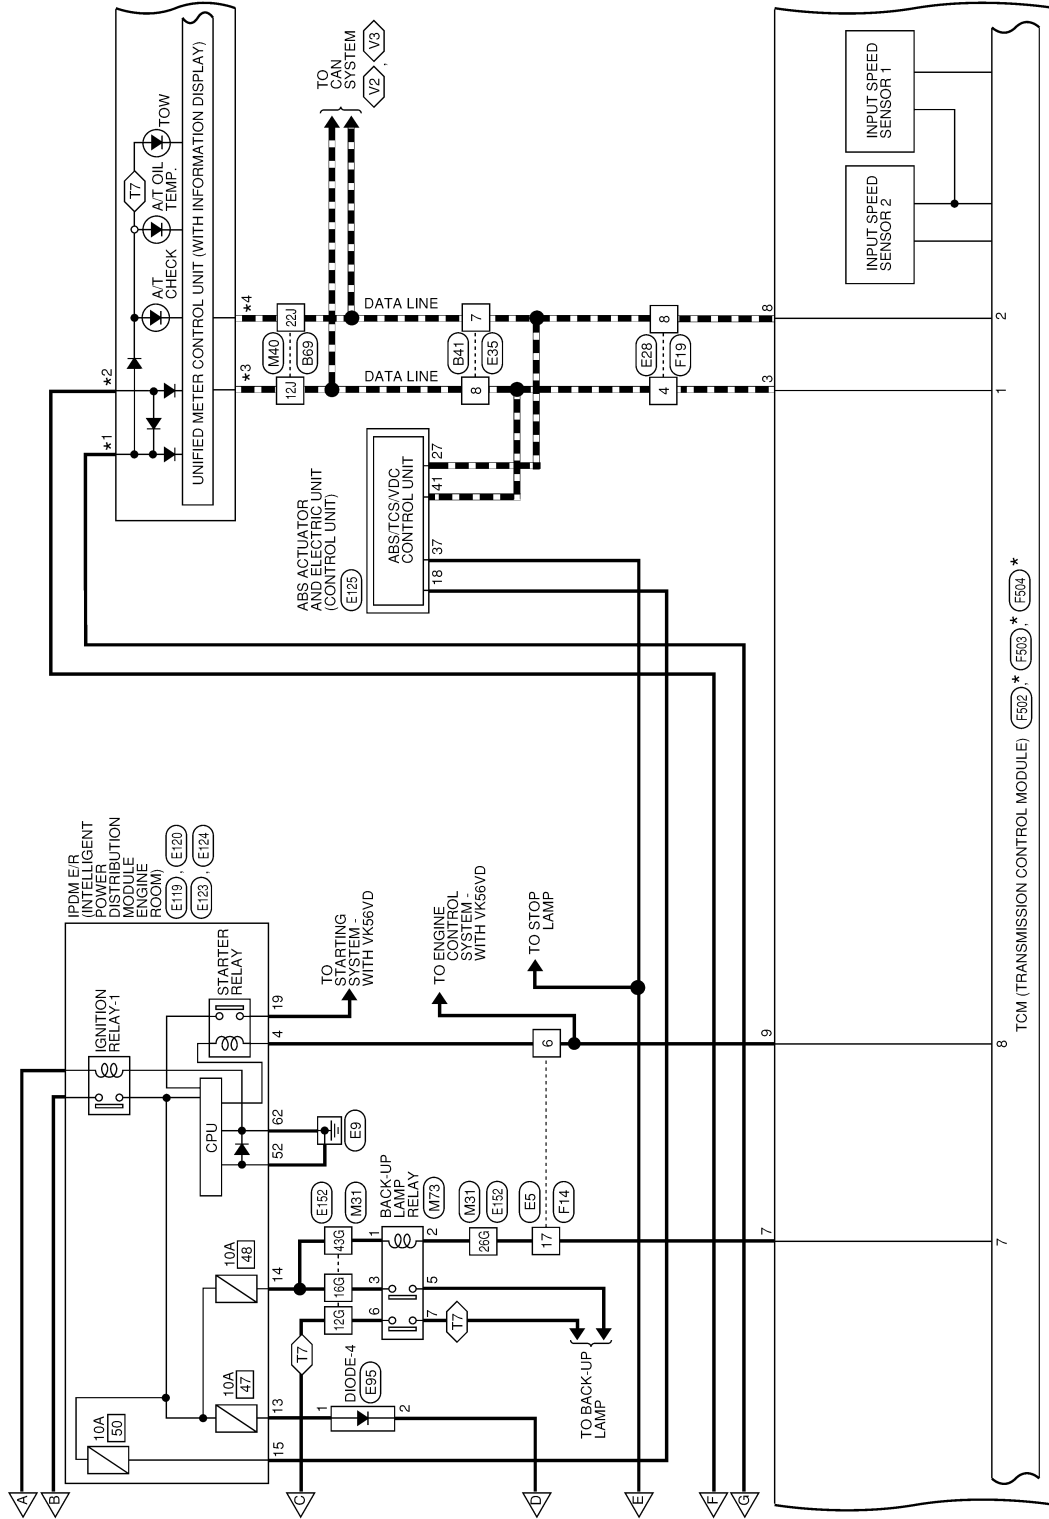 A
B
C
D
E
F
G
IPDM E/R
(INTELLIGENT
POWER
DISTRIBUTION
MODULE
ENGINE
ROOM)
E119 , E120
E123 , E124
IGNITION
RELAY-1
STARTER
RELAY
CPU
10A
50
10A
47
10A
48
15
13
14
52
62
4
19
E9
TO
STARTING
SYSTEM -
WITH VK56VD
TO ENGINE
CONTROL
SYSTEM -
WITH VK56VD
TO STOP
LAMP
T7
1
DIODE-4
E95
2
12G
16G
43G
E152
M31
6
3
1
BACK-UP
LAMP
RELAY
M73
7
5
2
T7
TO BACK-UP
LAMP
26G
M31
E152
17
E5
F14
6
7
9
7
8
ABS ACTUATOR
AND ELECTRIC UNIT
(CONTROL UNIT)
E125
ABS/TCS/VDC
CONTROL UNIT
18
37
41
27
*1
*2
A/T
CHECK
A/T OIL
TEMP.
TOW
T7
UNIFIED METER CONTROL UNIT (WITH INFORMATION DISPLAY)
*3
*4
12J
22J
M40
B69
DATA LINE
DATA LINE
TO
CAN
SYSTEM
V2 , V3
8
7
B41
E35
4
8
E28
F19
3
8
1
2
INPUT SPEED
SENSOR 2
INPUT SPEED
SENSOR 1
TCM (TRANSMISSION CONTROL MODULE) F502 ,* F503 ,* F504 *